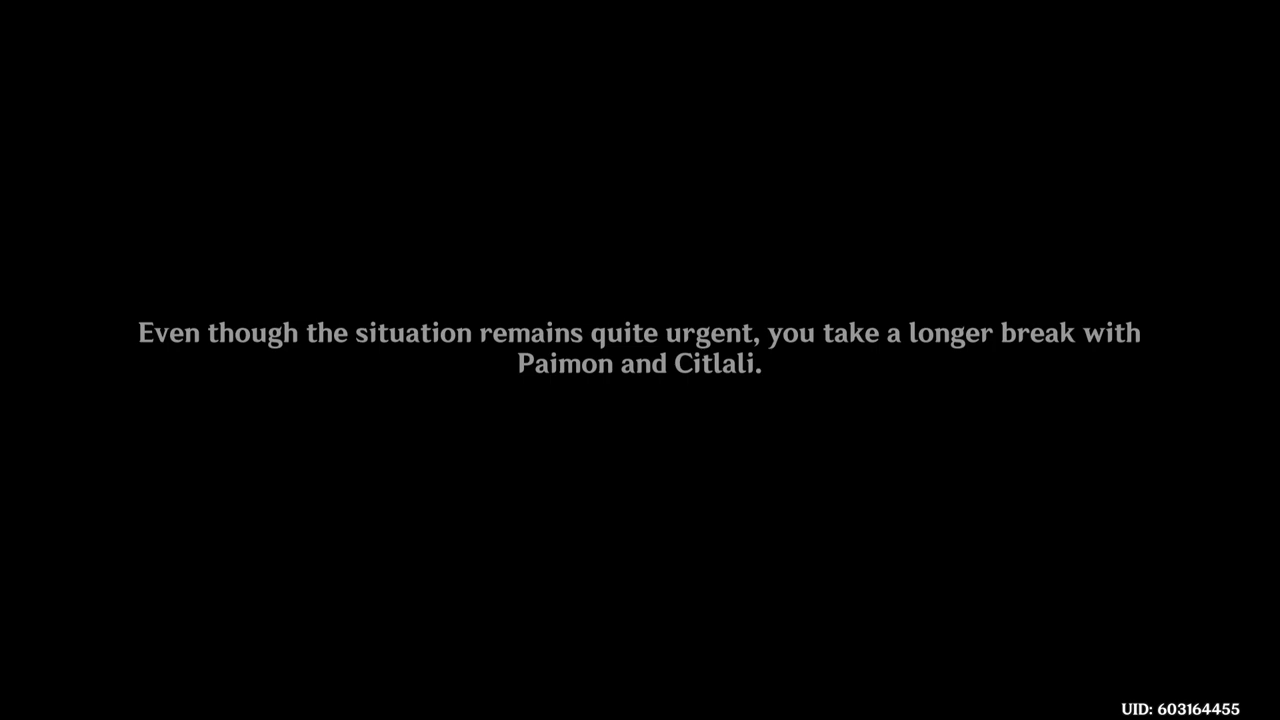 Even though the situation remains quite urgent, you take a longer break with
Paimon and Citlali.
UID: 603164455